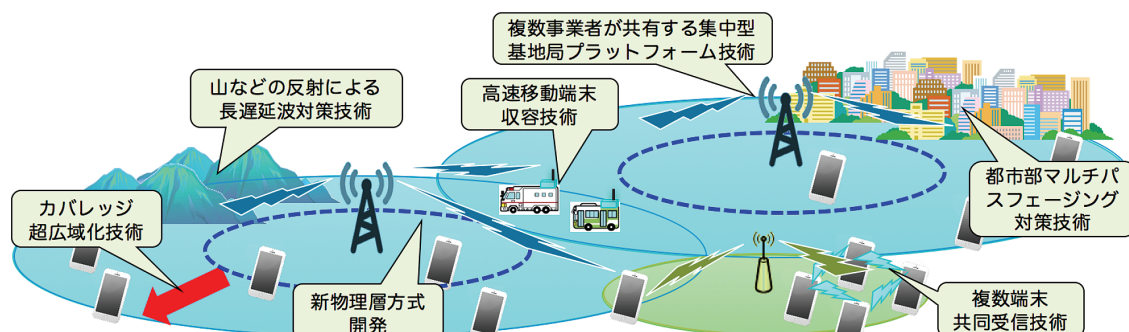 複数事業者が共有する集中型
基地局プラットフォーム技術
山などの反射による
長遅延波対策技術
高速移動端末
収容技術
都市部マルチパ
スフェージング
対策技術
カバレッジ
超広域化技術
新物理層方式
開発
複数端末
共同受信技術